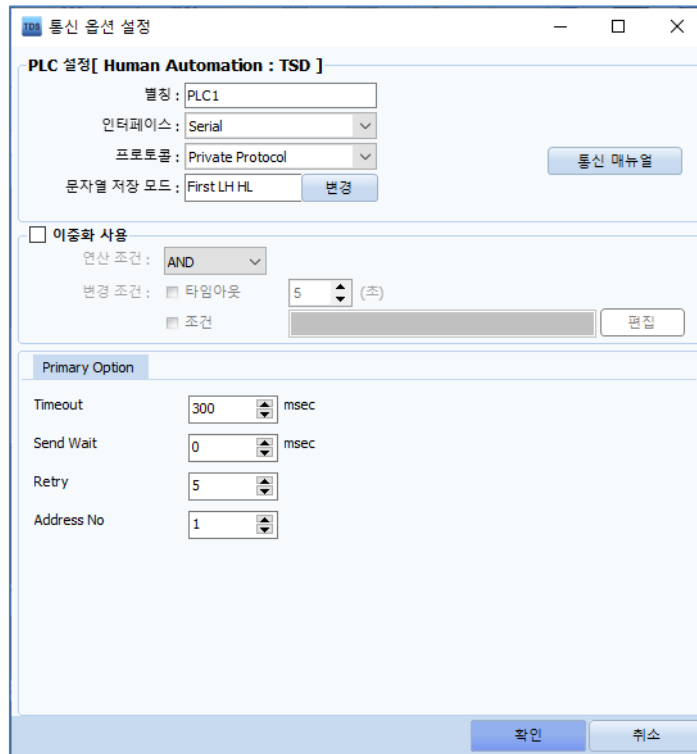 TDS 통신 옵션 설정
PLC 설정[ Human Automation : TSD ]
별칭 : PLC1
인터페이스 : Serial
프로토콜 : Private Protocol
통신 매뉴얼
문자열 저장 모드 : First LH HL 변경
이중화 사용
연산 조건 : AND
변경 조건 : 타임아웃 5 (초)
조건 편집
Primary Option
Timeout 300 msec
Send Wait 0 msec
Retry 5
Address No 1
확인 취소